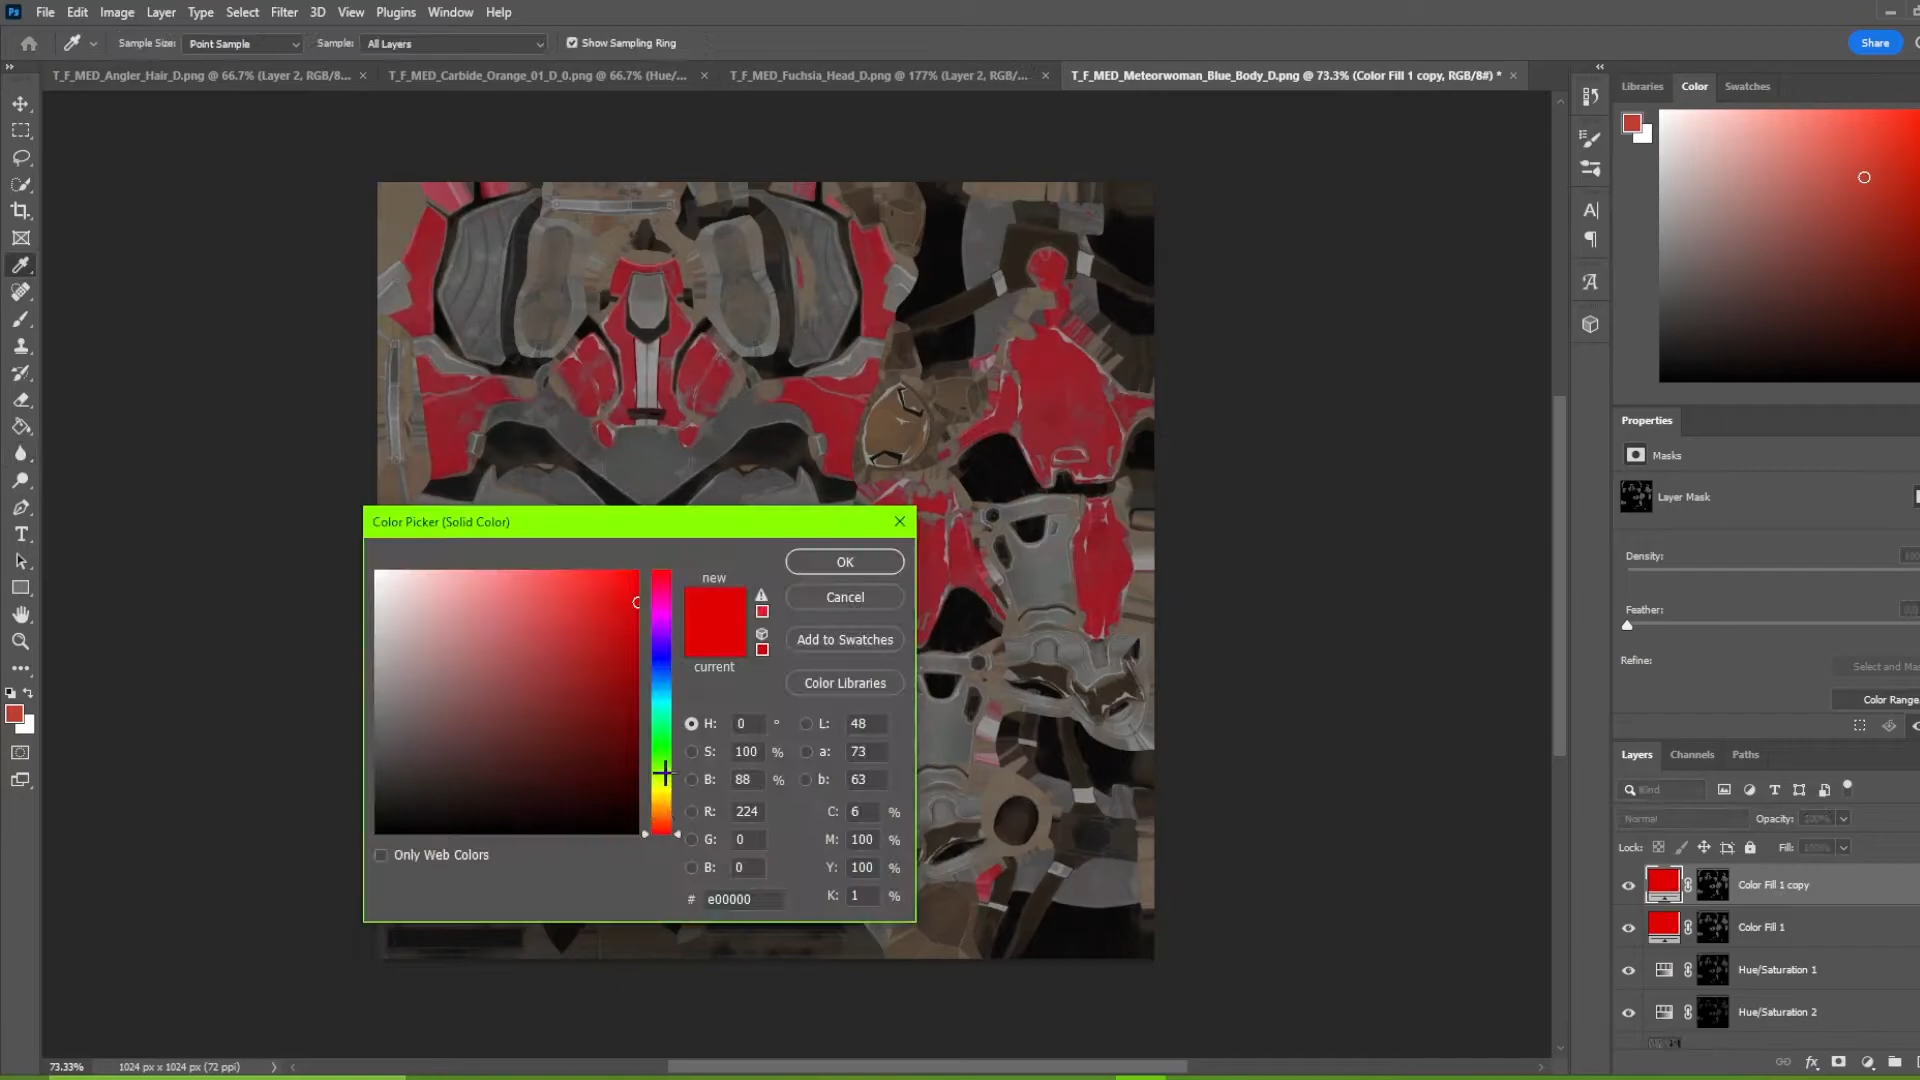 Ps File Edit Image Layer Type Select Filter 3D View Plugins Window Help
Sample Size: Point Sample Sample: All Layers Show Sampling Ring Share
T_F_MED_Angler_Hair_D.png @ 66.7% (Layer 2, RGB/8... × T_F_MED_Carbide_Orange_01_D_0.png @ 66.7% (Hue/... × T_F_MED_Fuchsia_Head_D.png @ 177% (Layer 2, RGB/... × T_F_MED_Meteorwoman_Blue_Body_D.png @ 73.3% (Color Fill 1 copy, RGB/8#) * ×
Libraries Color Swatches
Properties
Masks
Layer Mask
Density:
Feather:
Refine: Select and Mas
Color Range
Color Picker (Solid Color)
new
current
OK
Cancel
Add to Swatches
Color Libraries
H: 0 ° L: 48
S: 100 % a: 73
B: 88 % b: 63
R: 224 C: 6 %
G: 0 M: 100 %
B: 0 Y: 100 %
# e00000 K: 1 %
Only Web Colors
Layers Channels Paths
Kind
Normal Opacity: 100%
Lock: Fill: 100%
Color Fill 1 copy
Color Fill 1
Hue/Saturation 1
Hue/Saturation 2
fx
73.33% 1024 px x 1024 px (72 ppi)